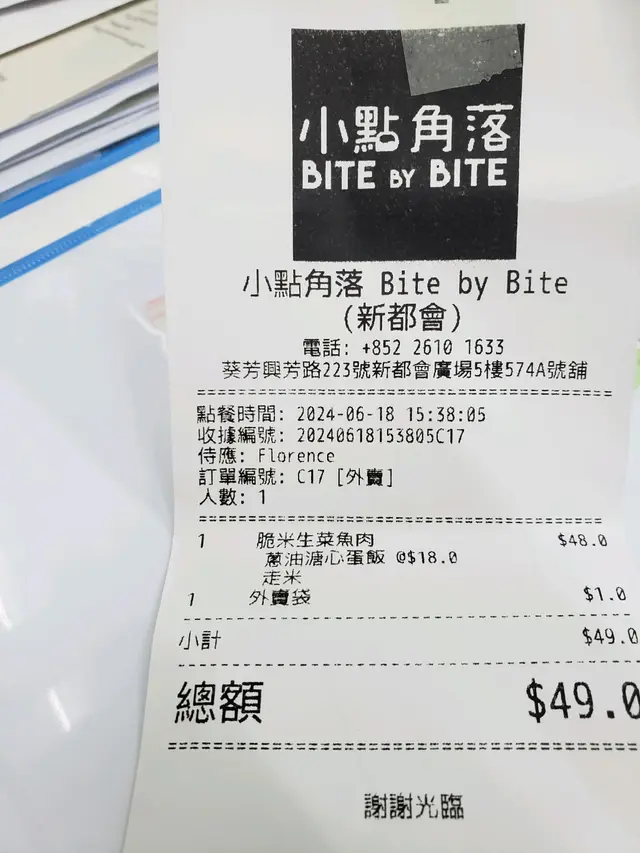 小點角落
BITE BY BITE
小點角落 Bite by Bite
(新都會)
電話: +852 2610 1633
葵芳興芳路223號新都會廣場5樓574A號舖
點餐時間: 2024-06-18 15:38:05
收據編號: 20240618153805C17
侍應: Florence
訂單編號: C17 [外賣]
人數: 1
1 脆米生菜魚肉 $48.0
蔥油溏心蛋飯 @$18.0
走米
1 外賣袋 $1.0
小計 $49.0
總額 $49.0
謝謝光臨